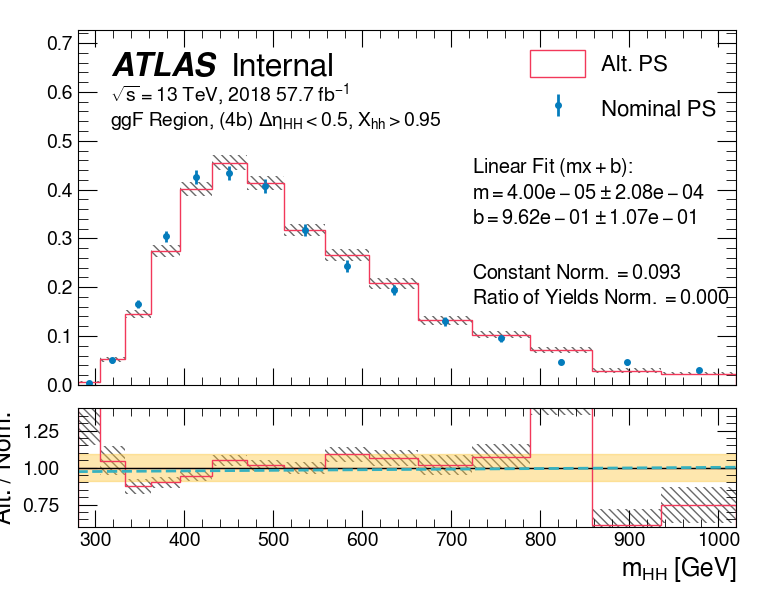 ATLAS Internal
√s = 13 TeV, 2018 57.7 fb⁻¹
ggF Region, (4b) Δη_HH < 0.5, X_hh > 0.95
Alt. PS
Nominal PS
Linear Fit (mx + b):
m = 4.00e − 05 ± 2.08e − 04
b = 9.62e − 01 ± 1.07e − 01
Constant Norm. = 0.093
Ratio of Yields Norm. = 0.000
0.7
0.6
0.5
0.4
0.3
0.2
0.1
0.0
Alt. / Nom.
1.25
1.00
0.75
300 400 500 600 700 800 900 1000
m_HH [GeV]